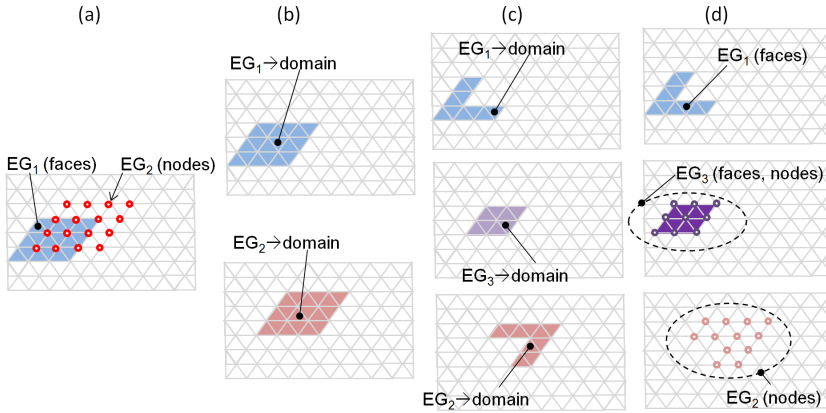 (a)
(b)
(c)
(d)
EG₁ (faces)
EG₂ (nodes)
EG₁→domain
EG₂→domain
EG₁→domain
EG₃→domain
EG₂→domain
EG₁ (faces)
EG₃ (faces, nodes)
EG₂ (nodes)